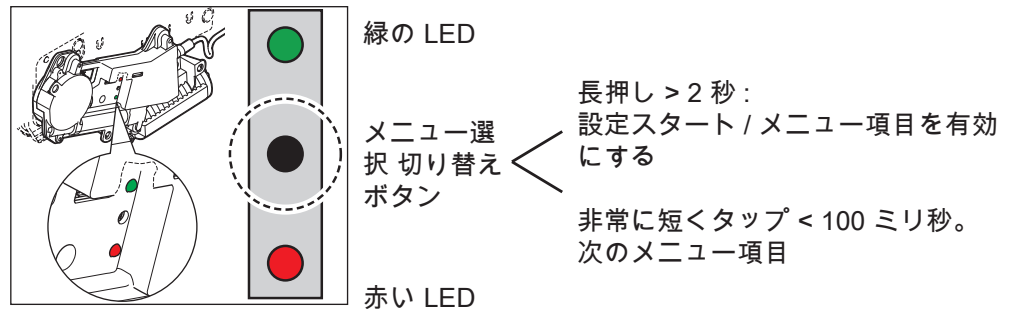 緑の LED
メニュー選
択 切り替え
ボタン
長押し > 2 秒 :
設定スタート / メニュー項目を有効
にする
非常に短くタップ < 100 ミリ秒。
次のメニュー項目
赤い LED